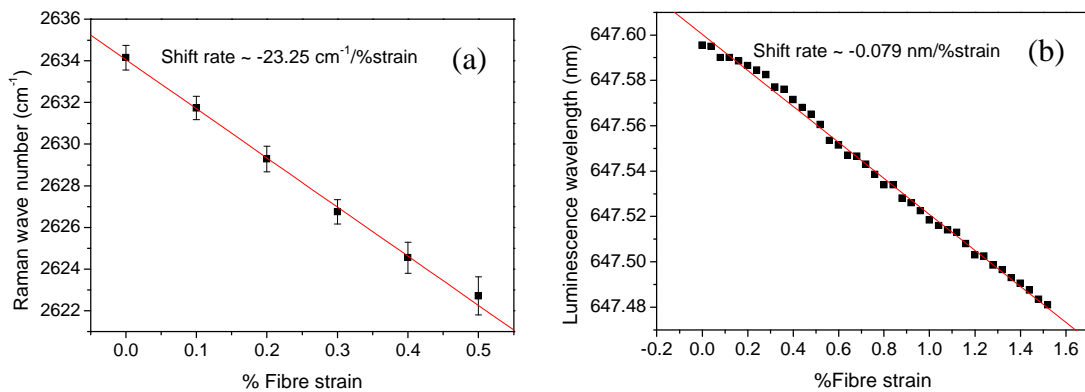 2636
2634
2632
2630
2628
2626
2624
2622
Raman wave number (cm-1)
Shift rate ~ -23.25 cm-1/%strain
(a)
0.0 0.1 0.2 0.3 0.4 0.5
% Fibre strain
647.60
647.58
647.56
647.54
647.52
647.50
647.48
Luminescence wavelength (nm)
Shift rate ~ -0.079 nm/%strain
(b)
-0.2 0.0 0.2 0.4 0.6 0.8 1.0 1.2 1.4 1.6
%Fibre strain